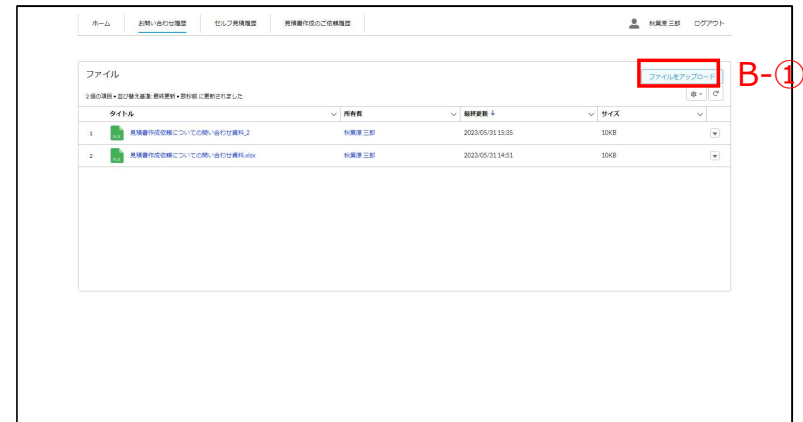 ホーム　お問い合わせ履歴　セルフ見積履歴　見積書作成のご依頼履歴　秋葉原 三郎　ログアウト
ファイル　ファイルをアップロード　B-①
2 個の項目 • 並び替え基準: 最終更新 • 数秒前 に更新されました
タイトル　所有者　最終更新 ↓　サイズ
1　見積書作成依頼についての問い合わせ資料_2　秋葉原 三郎　2023/05/31 15:35　10KB
2　見積書作成依頼についての問い合わせ資料.xlsx　秋葉原 三郎　2023/05/31 14:51　10KB